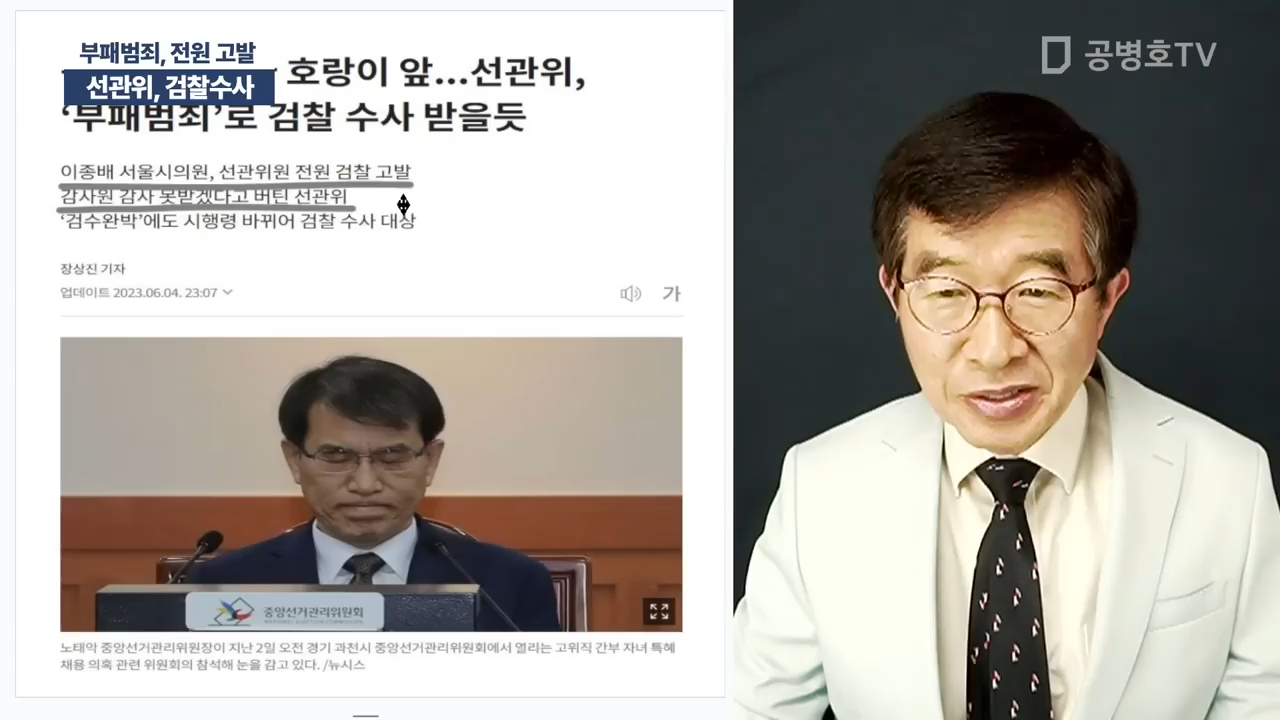 부패범죄, 전원 고발
선관위, 검찰수사
호랑이 앞...선관위,
‘부패범죄’로 검찰 수사 받을듯
이종배 서울시의원, 선관위원 전원 검찰 고발
감사원 감사 못받겠다고 버틴 선관위
‘검수완박’에도 시행령 바뀌어 검찰 수사 대상
장상진 기자
업데이트 2023.06.04. 23:07
가
중앙선거관리위원회
NATIONAL ELECTION COMMISSION
노태악 중앙선거관리위원장이 지난 2일 오전 경기 과천시 중앙선거관리위원회에서 열리는 고위직 간부 자녀 특혜
채용 의혹 관련 위원회의 참석해 눈을 감고 있다. /뉴시스
공병호TV